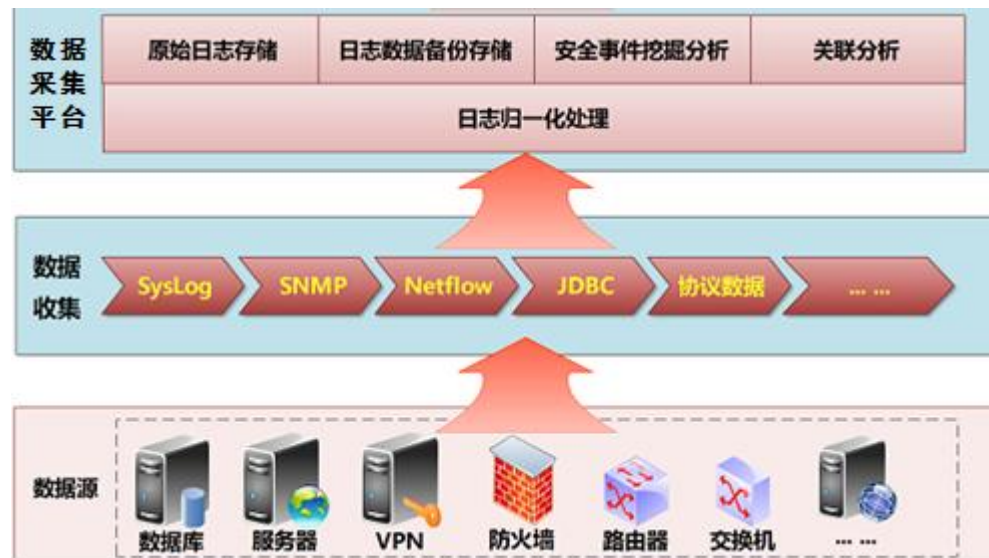 数据
采集
平台
原始日志存储
日志数据备份存储
安全事件挖掘分析
关联分析
日志归一化处理
数据
收集
SysLog
SNMP
Netflow
JDBC
协议数据
... ...
数据源
数据库
服务器
VPN
防火墙
路由器
交换机
... ...